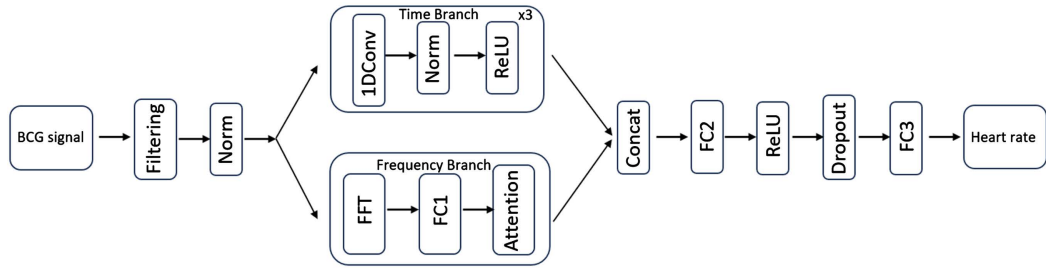 BCG signal
Filtering
Norm
Time Branch x3
1DConv
Norm
ReLU
Frequency Branch
FFT
FC1
Attention
Concat
FC2
ReLU
Dropout
FC3
Heart rate